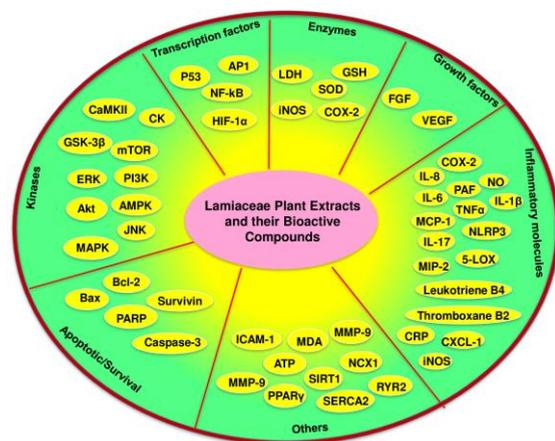 Transcription factors
P53
AP1
NF-kB
HIF-1α
Enzymes
LDH
GSH
SOD
iNOS
COX-2
Growth factors
FGF
VEGF
Inflammatory molecules
COX-2
IL-8
NO
PAF
IL-6
IL-1β
TNFα
MCP-1
NLRP3
IL-17
5-LOX
MIP-2
Leukotriene B4
Thromboxane B2
CRP
CXCL-1
iNOS
Others
ICAM-1
MDA
MMP-9
ATP
NCX1
MMP-9
SIRT1
RYR2
PPARγ
SERCA2
Apoptotic/Survival
Bcl-2
Bax
Survivin
PARP
Caspase-3
Kinases
CaMKII
CK
GSK-3β
mTOR
ERK
PI3K
Akt
AMPK
JNK
MAPK
Lamiaceae Plant Extracts
and their Bioactive
Compounds